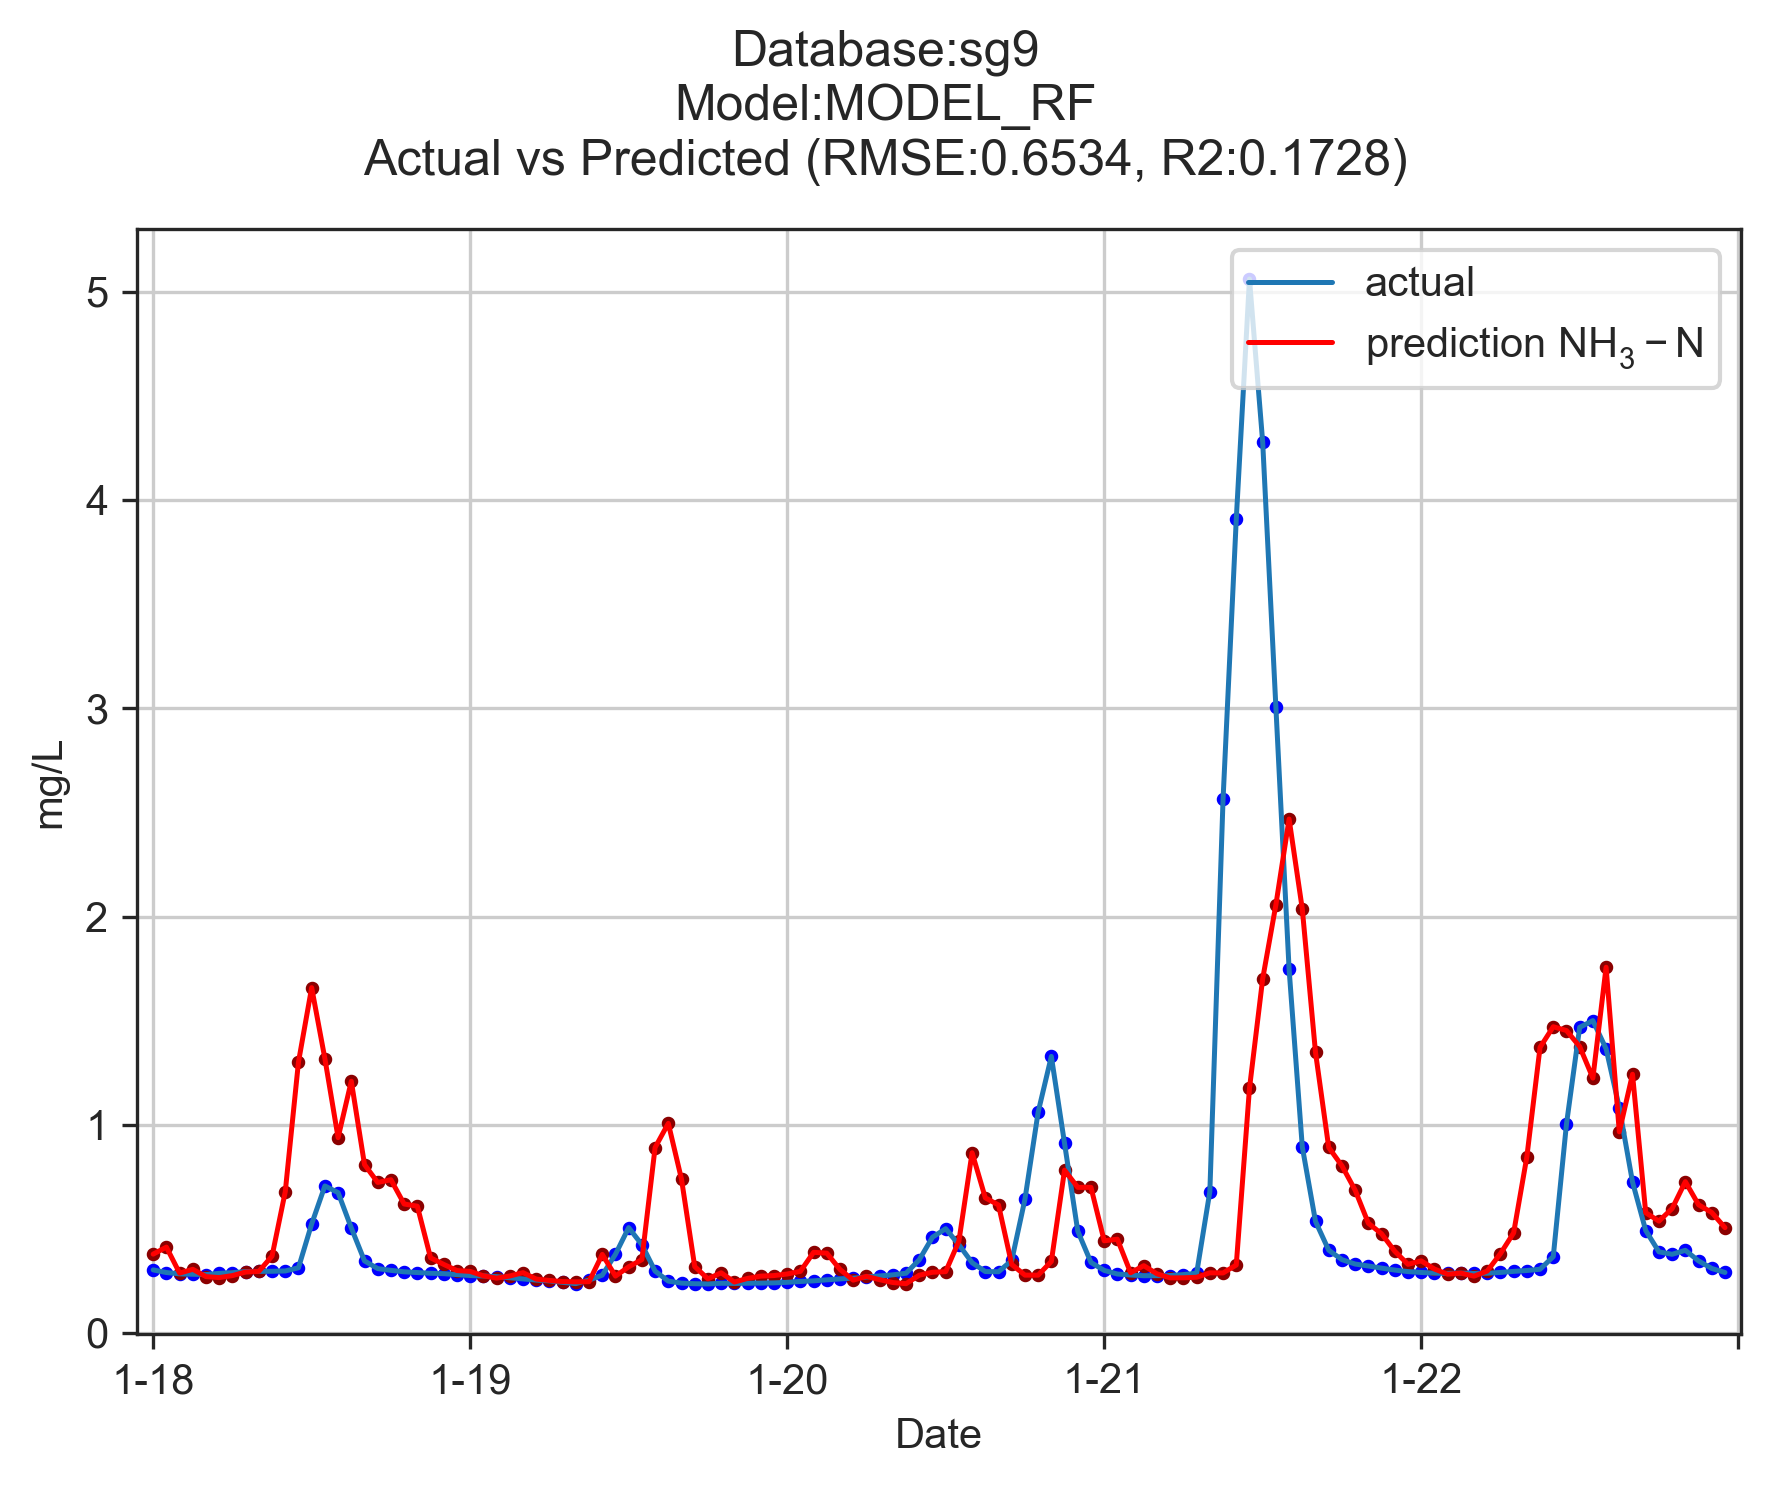 Database:sg9
Model:MODEL_RF
Actual vs Predicted (RMSE:0.6534, R2:0.1728)
actual
prediction NH₃ − N
5
4
3
2
1
0
mg/L
1-18
1-19
1-20
1-21
1-22
Date